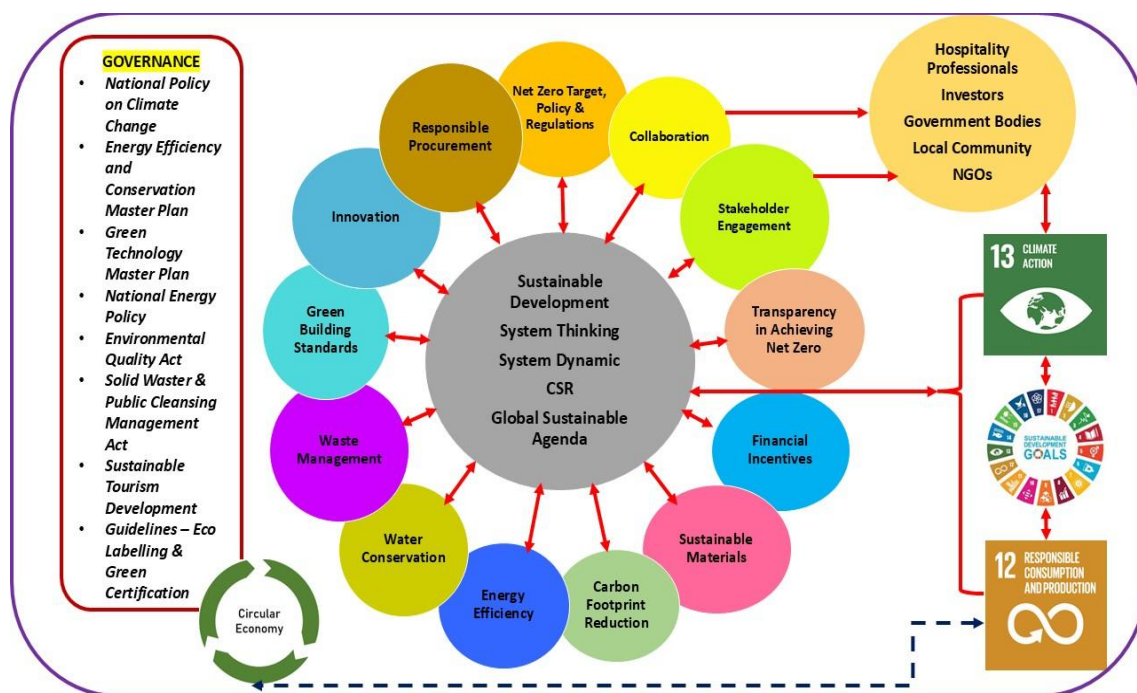 GOVERNANCE
• National Policy
on Climate
Change
• Energy Efficiency
and
Conservation
Master Plan
• Green
Technology
Master Plan
• National Energy
Policy
• Environmental
Quality Act
• Solid Waster &
Public Cleansing
Management
Act
• Sustainable
Tourism
Development
• Guidelines – Eco
Labelling &
Green
Certification
Circular
Economy
Net Zero Target,
Policy &
Regulations
Collaboration
Stakeholder
Engagement
Transparency
in Achieving
Net Zero
Financial
Incentives
Sustainable
Materials
Carbon
Footprint
Reduction
Energy
Efficiency
Water
Conservation
Waste
Management
Green
Building
Standards
Innovation
Responsible
Procurement
Sustainable
Development
System Thinking
System Dynamic
CSR
Global Sustainable
Agenda
Hospitality
Professionals
Investors
Government Bodies
Local Community
NGOs
13 CLIMATE
ACTION
SUSTAINABLE
DEVELOPMENT
GOALS
12 RESPONSIBLE
CONSUMPTION
AND PRODUCTION